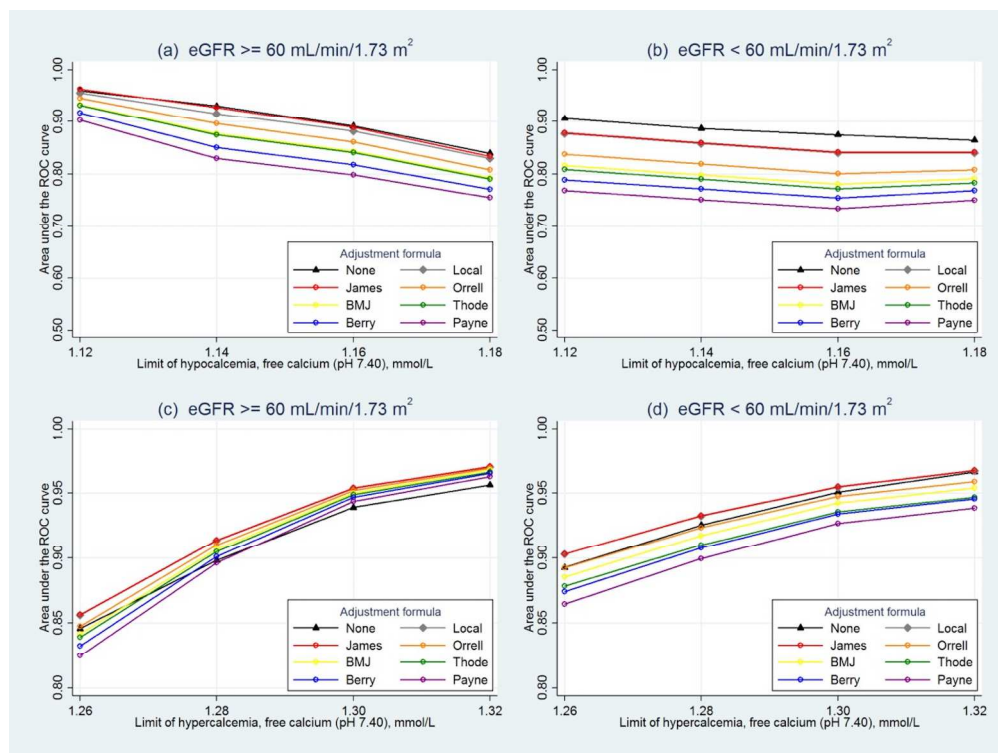 (a) eGFR >= 60 mL/min/1.73 m²
Area under the ROC curve
1.00
0.90
0.80
0.70
0.60
0.50
Adjustment formula
None Local
James Orrell
BMJ Thode
Berry Payne
1.12 1.14 1.16 1.18
Limit of hypocalcemia, free calcium (pH 7.40), mmol/L
(b) eGFR < 60 mL/min/1.73 m²
Area under the ROC curve
1.00
0.90
0.80
0.70
0.60
0.50
Adjustment formula
None Local
James Orrell
BMJ Thode
Berry Payne
1.12 1.14 1.16 1.18
Limit of hypocalcemia, free calcium (pH 7.40), mmol/L
(c) eGFR >= 60 mL/min/1.73 m²
Area under the ROC curve
1.00
0.95
0.90
0.85
0.80
Adjustment formula
None Local
James Orrell
BMJ Thode
Berry Payne
1.26 1.28 1.30 1.32
Limit of hypercalcemia, free calcium (pH 7.40), mmol/L
(d) eGFR < 60 mL/min/1.73 m²
Area under the ROC curve
1.00
0.95
0.90
0.85
0.80
Adjustment formula
None Local
James Orrell
BMJ Thode
Berry Payne
1.26 1.28 1.30 1.32
Limit of hypercalcemia, free calcium (pH 7.40), mmol/L